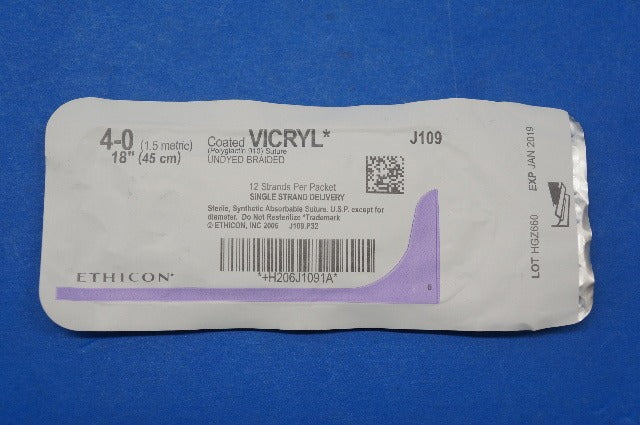 4-0 (1.5 metric)
18" (45 cm)
Coated VICRYL*
(Polyglactin 910) Suture
UNDYED BRAIDED
J109
12 Strands Per Packet
SINGLE STRAND DELIVERY
Sterile, Synthetic Absorbable Suture. U.S.P. except for
diameter. Do Not Resterilize *Trademark
© ETHICON, INC 2006 J109.P32
*+H206J1091A*
ETHICON*
6
LOT HGZ660 EXP JAN 2019